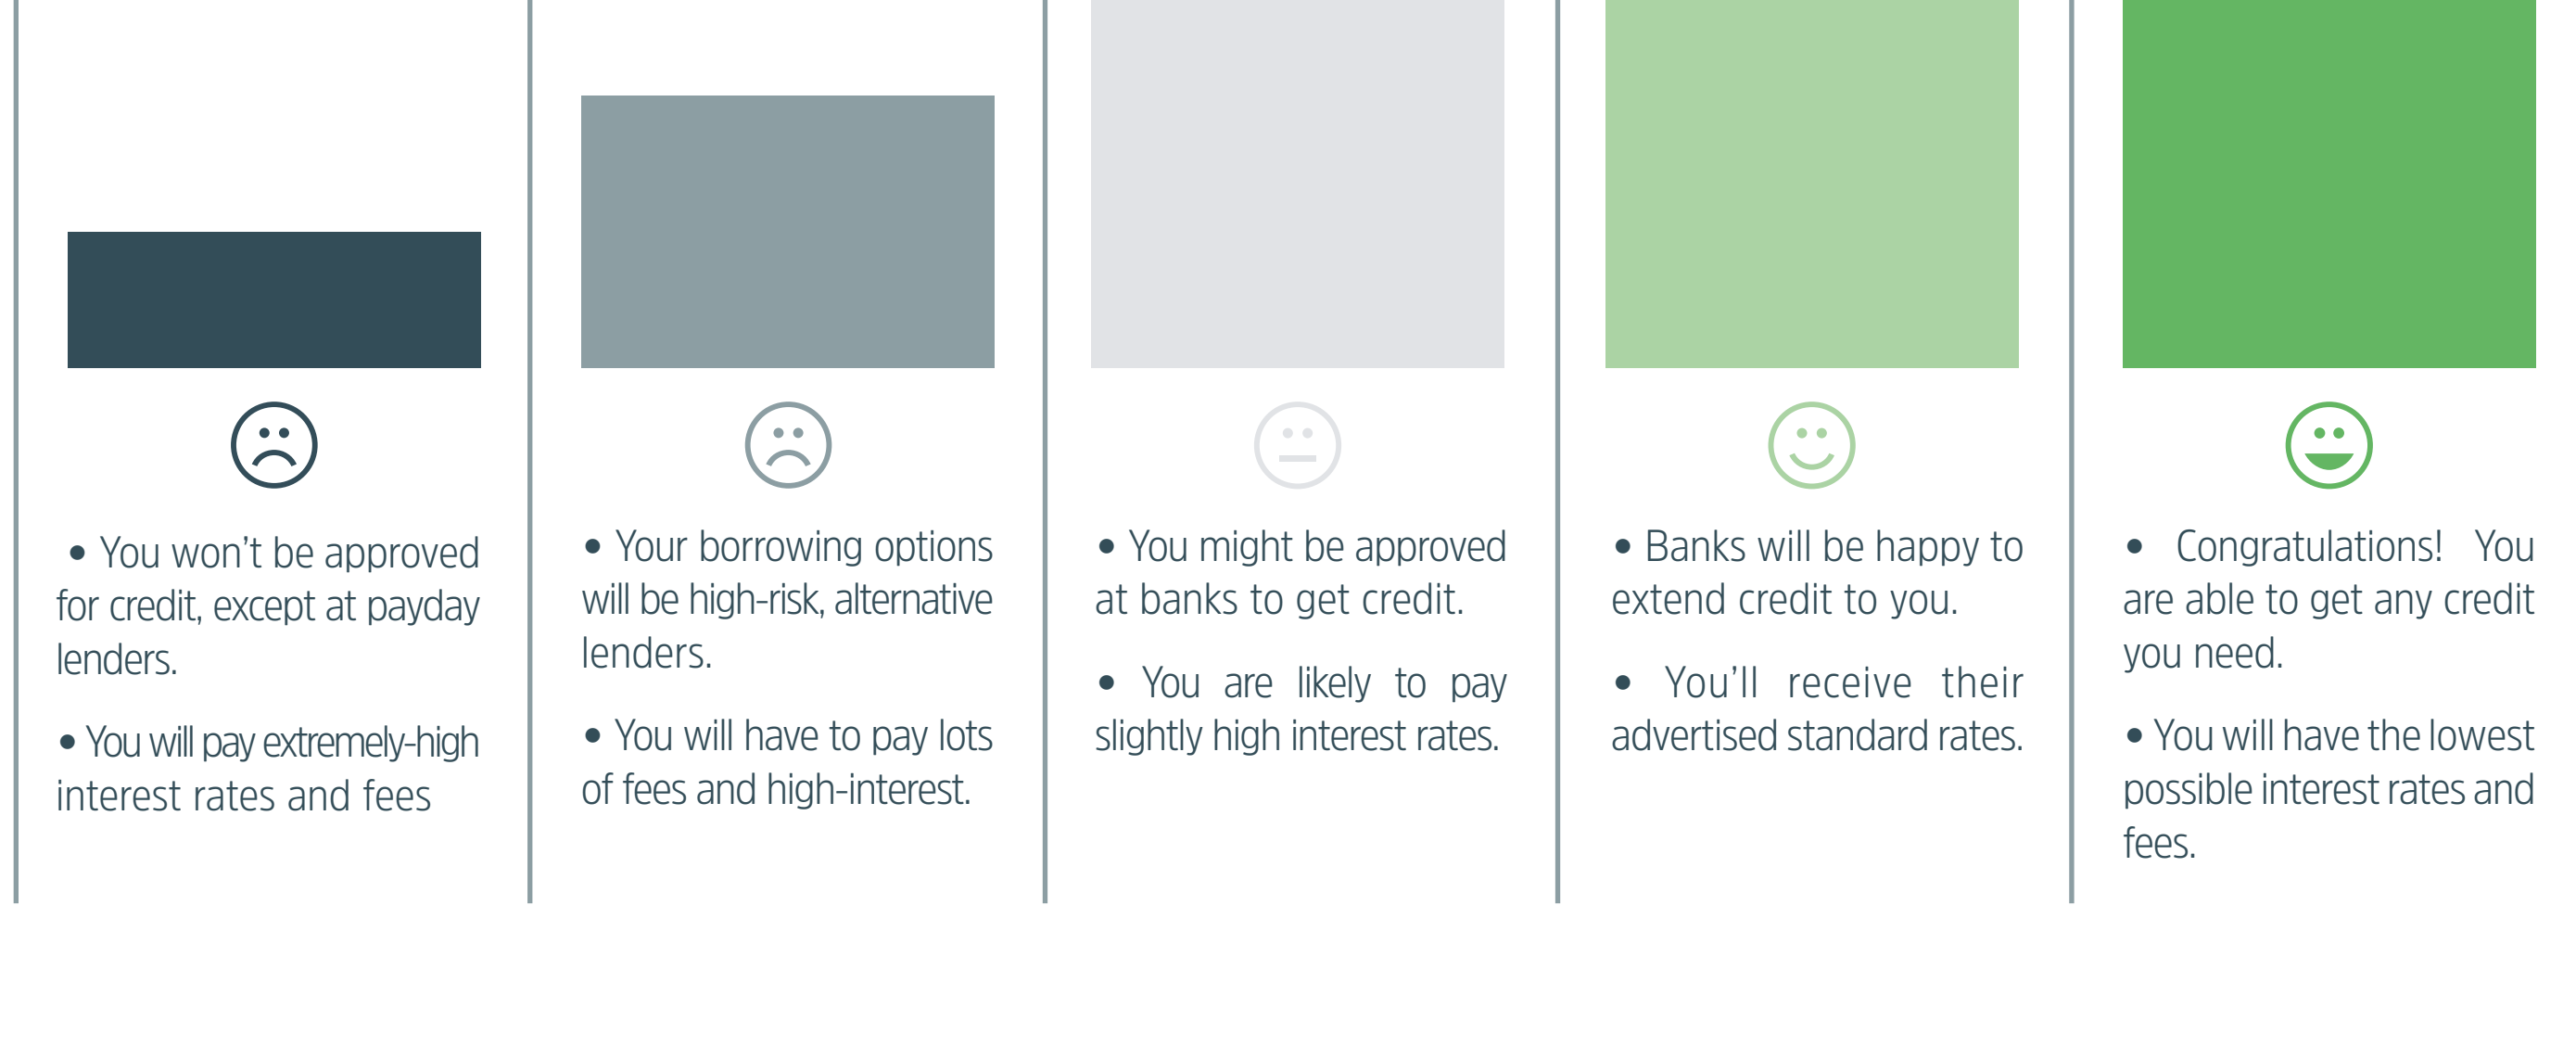 • You won’t be approved
for credit, except at payday
lenders.
• You will pay extremely-high
interest rates and fees
• Your borrowing options
will be high-risk, alternative
lenders.
• You will have to pay lots
of fees and high-interest.
• You might be approved
at banks to get credit.
• You are likely to pay
slightly high interest rates.
• Banks will be happy to
extend credit to you.
• You’ll receive their
advertised standard rates.
• Congratulations! You
are able to get any credit
you need.
• You will have the lowest
possible interest rates and
fees.